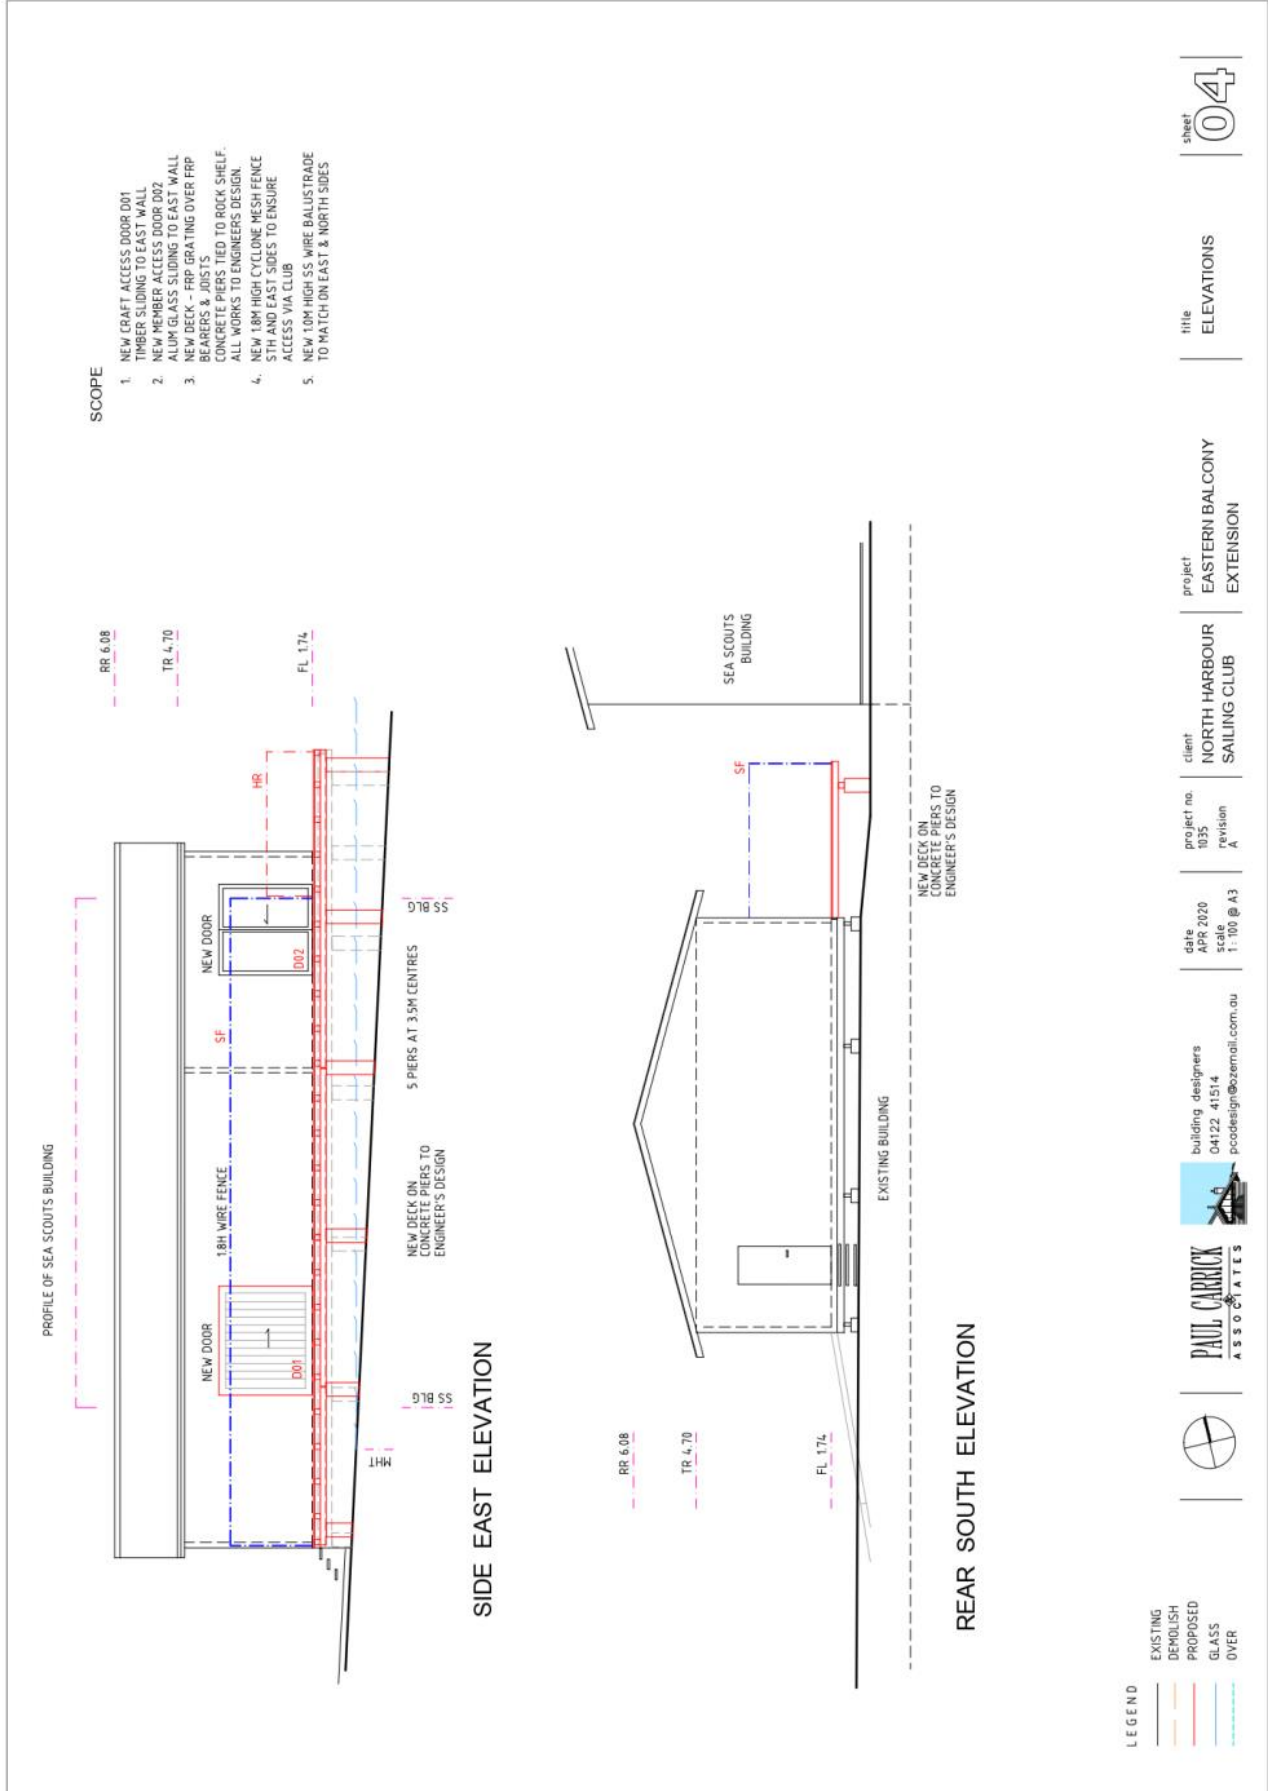 SCOPE
1. NEW CRAFT ACCESS DOOR D01
TIMBER SLIDING TO EAST WALL
2. NEW MEMBER ACCESS DOOR D02
ALUM GLASS SLIDING TO EAST WALL
3. NEW DECK - FRP GRATING OVER FRP
BEARERS & JOISTS
CONCRETE PIERS TIED TO ROCK SHELF.
ALL WORKS TO ENGINEERS DESIGN.
4. NEW 1.8M HIGH CYCLONE MESH FENCE
STH AND EAST SIDES TO ENSURE
ACCESS VIA CLUB
5. NEW 1.0M HIGH SS WIRE BALUSTRADE
TO MATCH ON EAST & NORTH SIDES
PROFILE OF SEA SCOUTS BUILDING
RR 6.08
TR 4.70
FL 1.74
NEW DOOR
D01
1.8H WIRE FENCE
SF
NEW DOOR
D02
HR
MHT
SS BLG
SS BLG
NEW DECK ON
CONCRETE PIERS TO
ENGINEER'S DESIGN
5 PIERS AT 3.5M CENTRES
SIDE EAST ELEVATION
RR 6.08
TR 4.70
FL 1.74
SF
SEA SCOUTS
BUILDING
EXISTING BUILDING
NEW DECK ON
CONCRETE PIERS TO
ENGINEER'S DESIGN
REAR SOUTH ELEVATION
LEGEND
EXISTING
DEMOLISH
PROPOSED
GLASS
OVER
PAUL CARRICK
ASSOCIATES
building designers
04122 41514
pcadesign@ozemail.com.au
date
APR 2020
scale
1 : 100 @ A3
project no.
1035
revision
A
client
NORTH HARBOUR
SAILING CLUB
project
EASTERN BALCONY
EXTENSION
title
ELEVATIONS
sheet
04